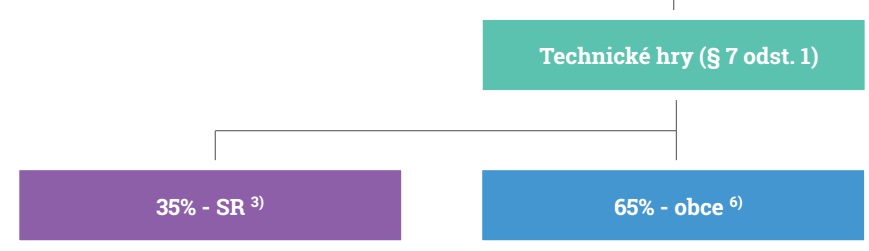 Technické hry (§ 7 odst. 1)
35% - SR ³⁾
65% - obce ⁶⁾